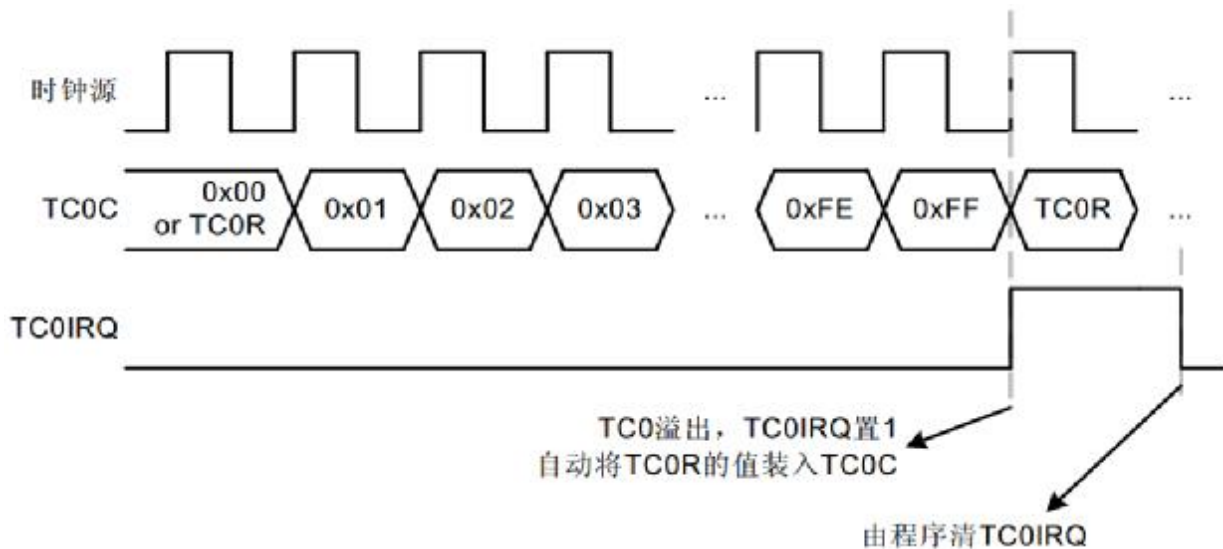 时钟源
...
...
TC0C
0x00
or TC0R
0x01
0x02
0x03
...
0xFE
0xFF
TC0R
...
TC0IRQ
TC0溢出，TC0IRQ置1
自动将TC0R的值装入TC0C
由程序清TC0IRQ